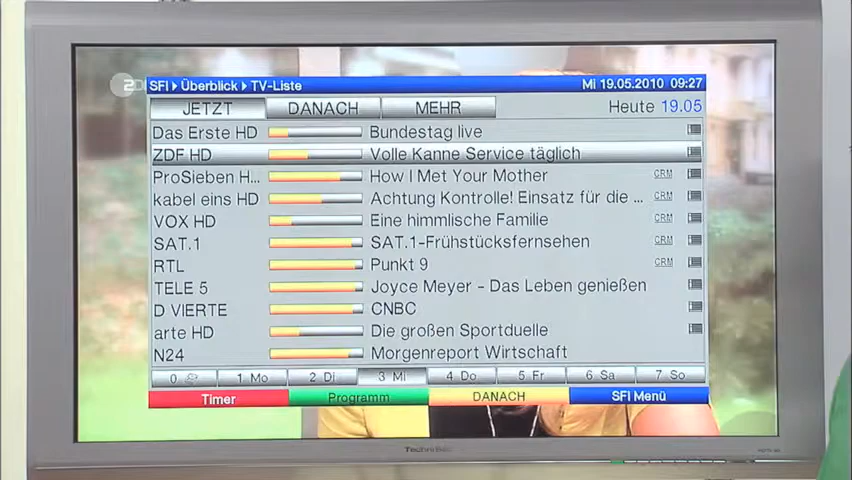 ZDF
SFI Überblick TV-Liste Mi 19.05.2010 09:27
JETZT DANACH MEHR Heute 19.05
Das Erste HD Bundestag live
ZDF HD Volle Kanne Service täglich
ProSieben H... How I Met Your Mother CRM
kabel eins HD Achtung Kontrolle! Einsatz für die ... CRM
VOX HD Eine himmlische Familie CRM
SAT.1 SAT.1-Frühstücksfernsehen CRM
RTL Punkt 9 CRM
TELE 5 Joyce Meyer - Das Leben genießen
D VIERTE CNBC
arte HD Die großen Sportduelle
N24 Morgenreport Wirtschaft
0 1 Mo 2 Di 3 Mi 4 Do 5 Fr 6 Sa 7 So
Timer Programm DANACH SFI Menü
TechniSat